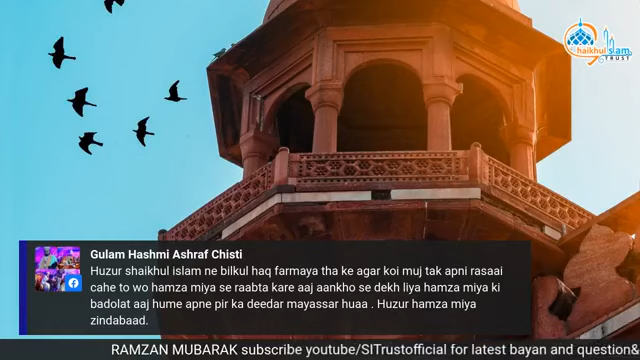 haikhul islam
TRUST
Gulam Hashmi Ashraf Chisti
Huzur shaikhul islam ne bilkul haq farmaya tha ke agar koi muj tak apni rasaai
cahe to wo hamza miya se raabta kare aaj aankho se dekh liya hamza miya ki
badolat aaj hume apne pir ka deedar mayassar huaa . Huzur hamza miya
zindabaad.
RAMZAN MUBARAK subscribe youtube/SITrustofficial for latest bayan and question&